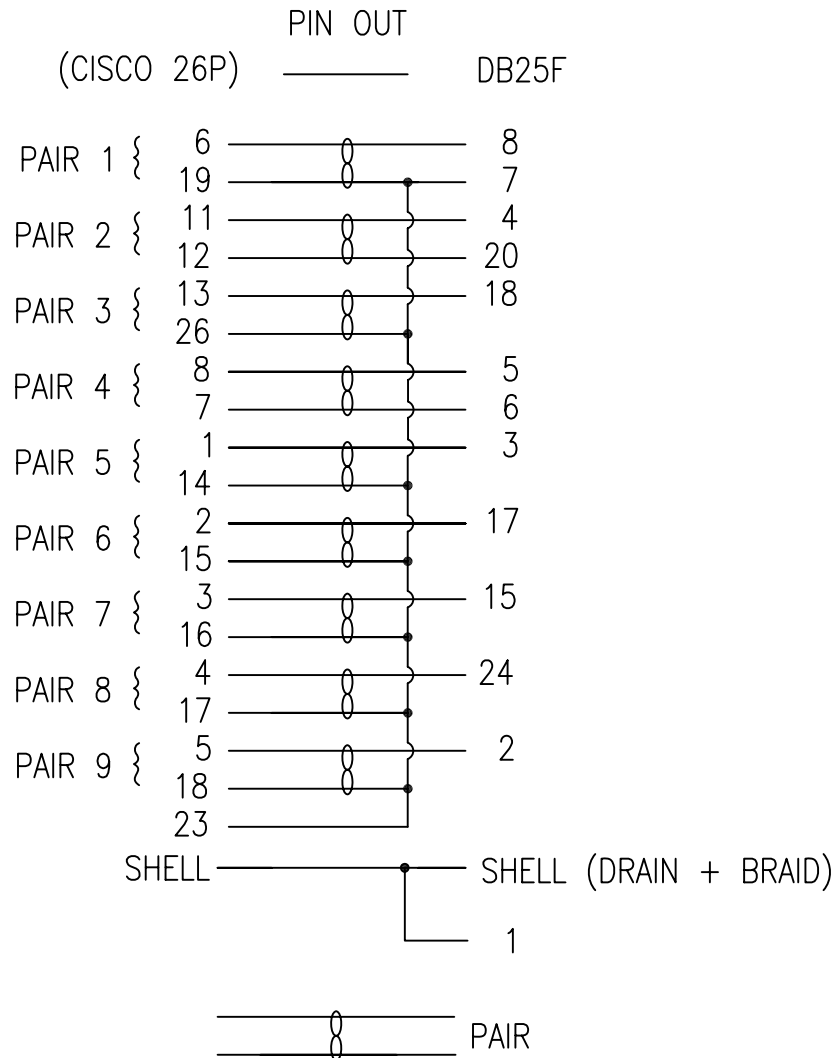 PIN OUT
(CISCO 26P) DB25F
PAIR 1 6 8
19 7
PAIR 2 11 4
12 20
PAIR 3 13 18
26
PAIR 4 8 5
7 6
PAIR 5 1 3
14
PAIR 6 2 17
15
PAIR 7 3 15
16
PAIR 8 4 24
17
PAIR 9 5 2
18
23
SHELL SHELL (DRAIN + BRAID)
1
PAIR